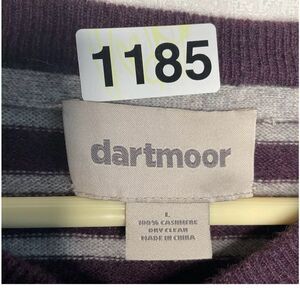 1185
dartmoor
L
100% CASHMERE
DRY CLEAN
MADE IN CHINA